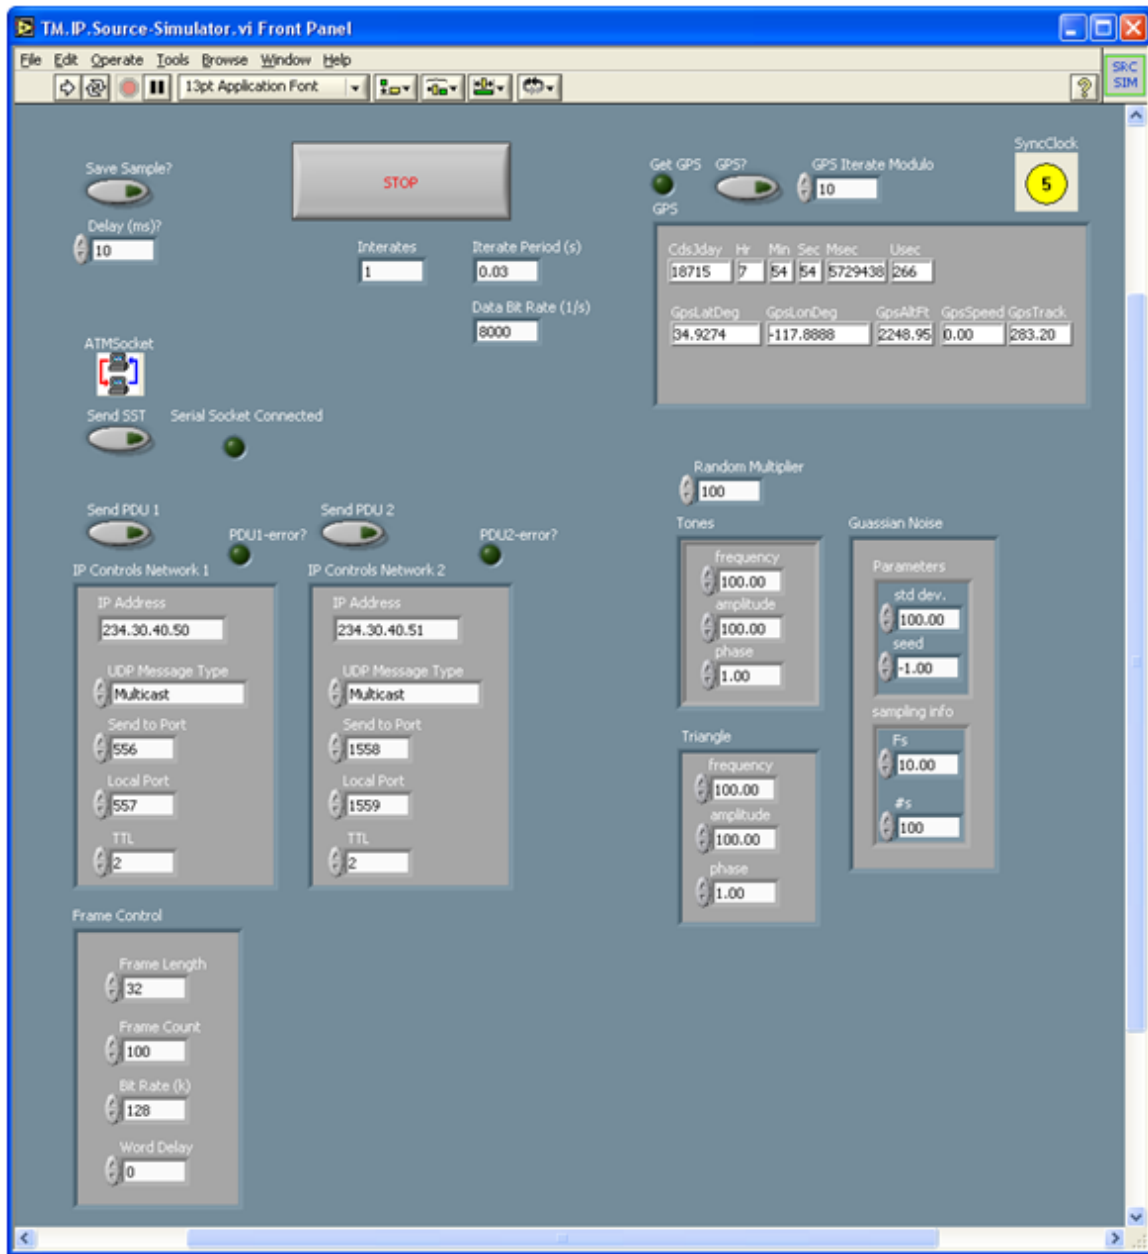 TM.IP.Source-Simulator.vi Front Panel
File Edit Operate Tools Browse Window Help
13pt Application Font
SRC
SIM
Save Sample?
Delay (ms)?
10
STOP
Interates
1
Iterate Period (s)
0.03
Data Bit Rate (1/s)
8000
Get GPS
GPS?
GPS Iterate Modulo
10
SyncClock
5
GPS
CdsJday Hr Min Sec Msec Usec
18715 7 54 54 5729438 266
GpsLatDeg GpsLonDeg GpsAltFt GpsSpeed GpsTrack
34.9274 -117.8888 2248.95 0.00 283.20
ATMSocket
Send SST
Serial Socket Connected
Send PDU 1
PDU1-error?
Send PDU 2
PDU2-error?
IP Controls Network 1
IP Address
234.30.40.50
UDP Message Type
Multicast
Send to Port
556
Local Port
557
TTL
2
IP Controls Network 2
IP Address
234.30.40.51
UDP Message Type
Multicast
Send to Port
1558
Local Port
1559
TTL
2
Random Multiplier
100
Tones
frequency
100.00
amplitude
100.00
phase
1.00
Triangle
frequency
100.00
amplitude
100.00
phase
1.00
Guassian Noise
Parameters
std dev.
100.00
seed
-1.00
sampling info
Fs
10.00
#s
100
Frame Control
Frame Length
32
Frame Count
100
Bit Rate (k)
128
Word Delay
0